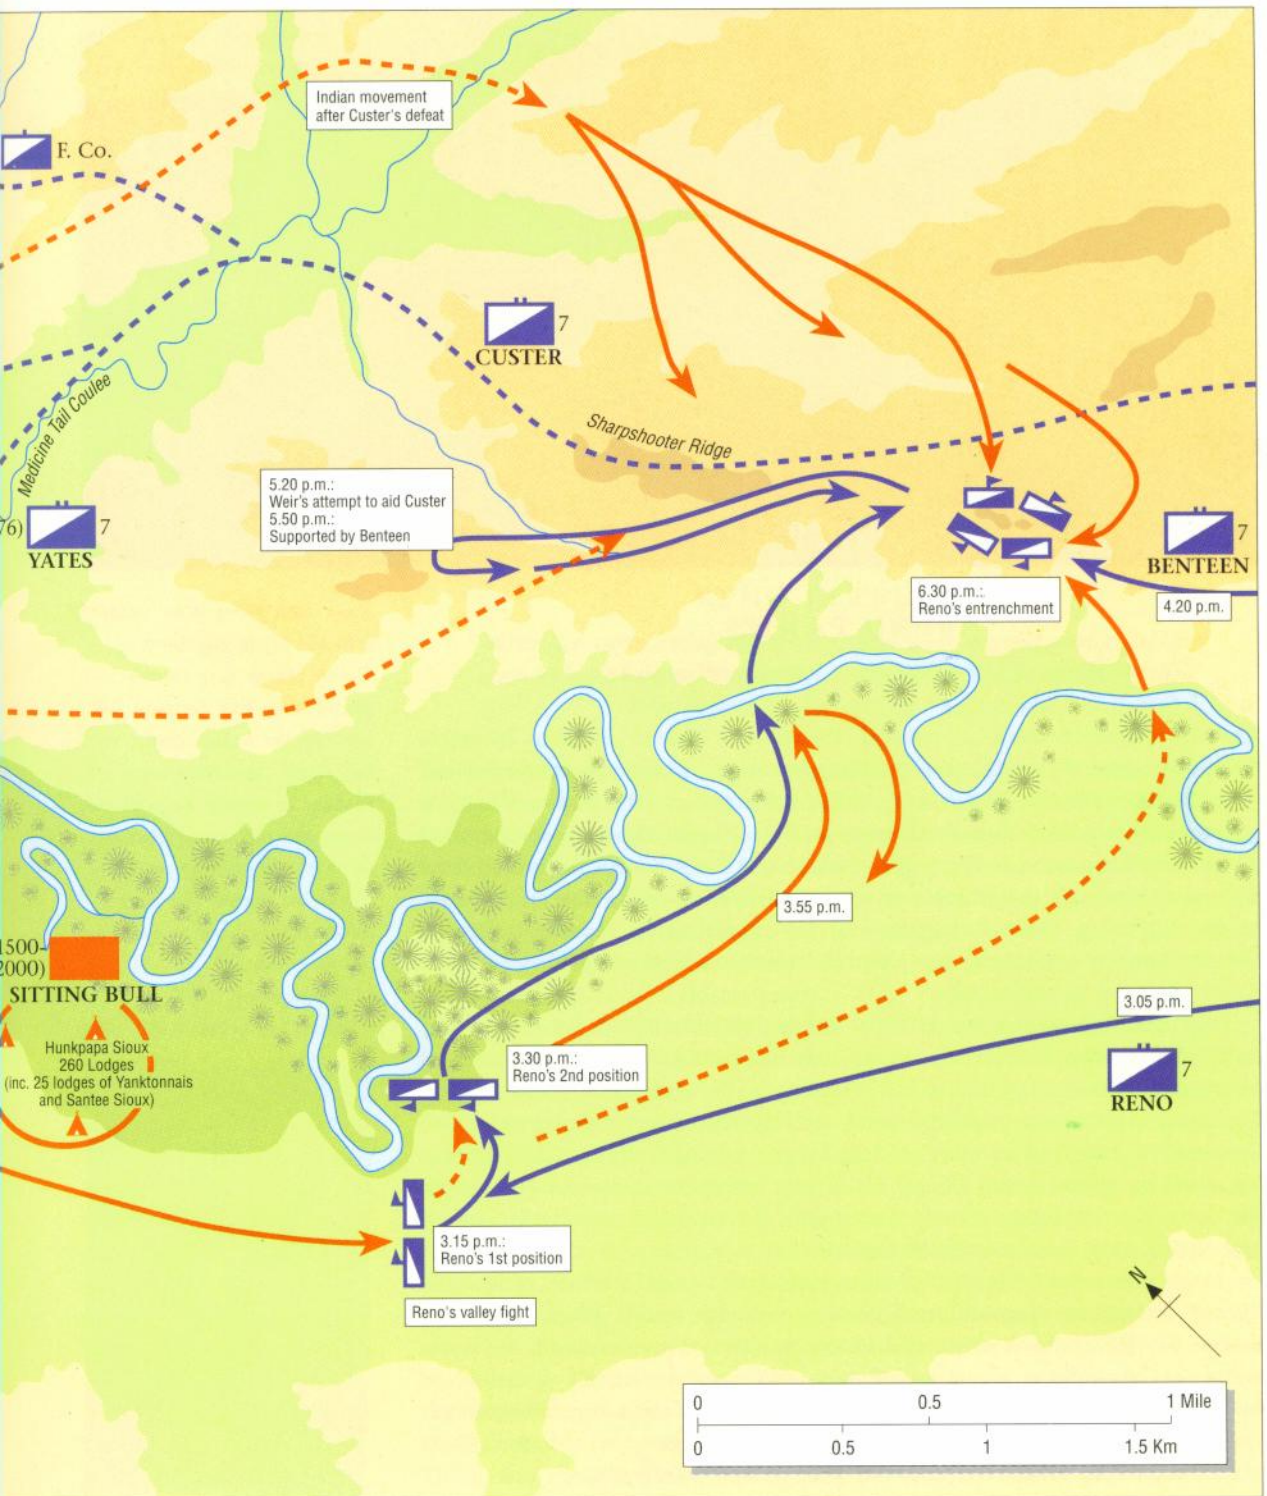 Indian movement
after Custer's defeat
F. Co.
7
CUSTER
Sharpshooter Ridge
Medicine Tail Coulee
5.20 p.m.:
Weir's attempt to aid Custer
5.50 p.m.:
Supported by Benteen
76)
7
YATES
7
BENTEEN
6.30 p.m.:
Reno's entrenchment
4.20 p.m.
3.55 p.m.
1500-
2000)
SITTING BULL
3.05 p.m.
Hunkpapa Sioux
260 Lodges
(inc. 25 lodges of Yanktonnais
and Santee Sioux)
3.30 p.m.:
Reno's 2nd position
7
RENO
3.15 p.m.:
Reno's 1st position
Reno's valley fight
N
0 0.5 1 Mile
0 0.5 1 1.5 Km